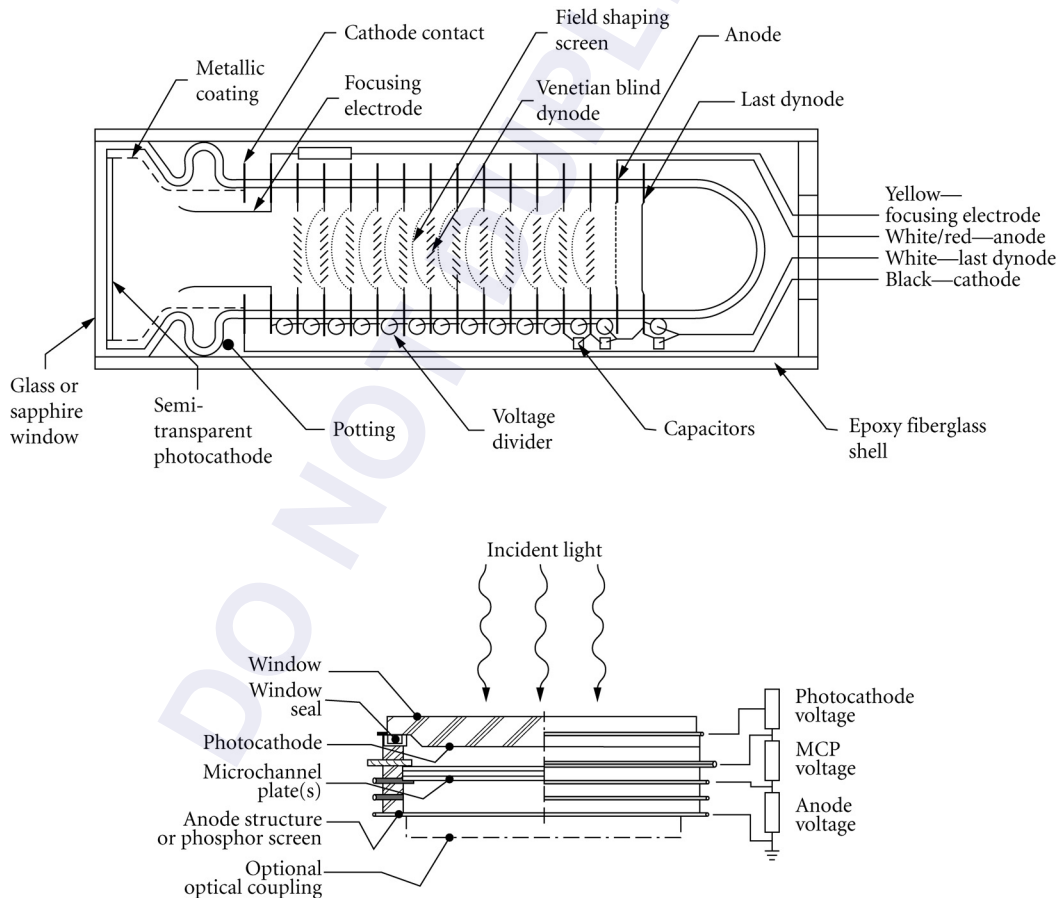 Field shaping
screen
Cathode contact
Anode
Metallic
coating
Focusing
electrode
Venetian blind
dynode
Last dynode
Yellow—
focusing electrode
White/red—anode
White—last dynode
Black—cathode
Glass or
sapphire
window
Semi-
transparent
photocathode
Potting
Voltage
divider
Capacitors
Epoxy fiberglass
shell
Incident light
Window
Window
seal
Photocathode
Microchannel
plate(s)
Anode structure
or phosphor screen
Optional
optical coupling
Photocathode
voltage
MCP
voltage
Anode
voltage
DO NOT DUPL